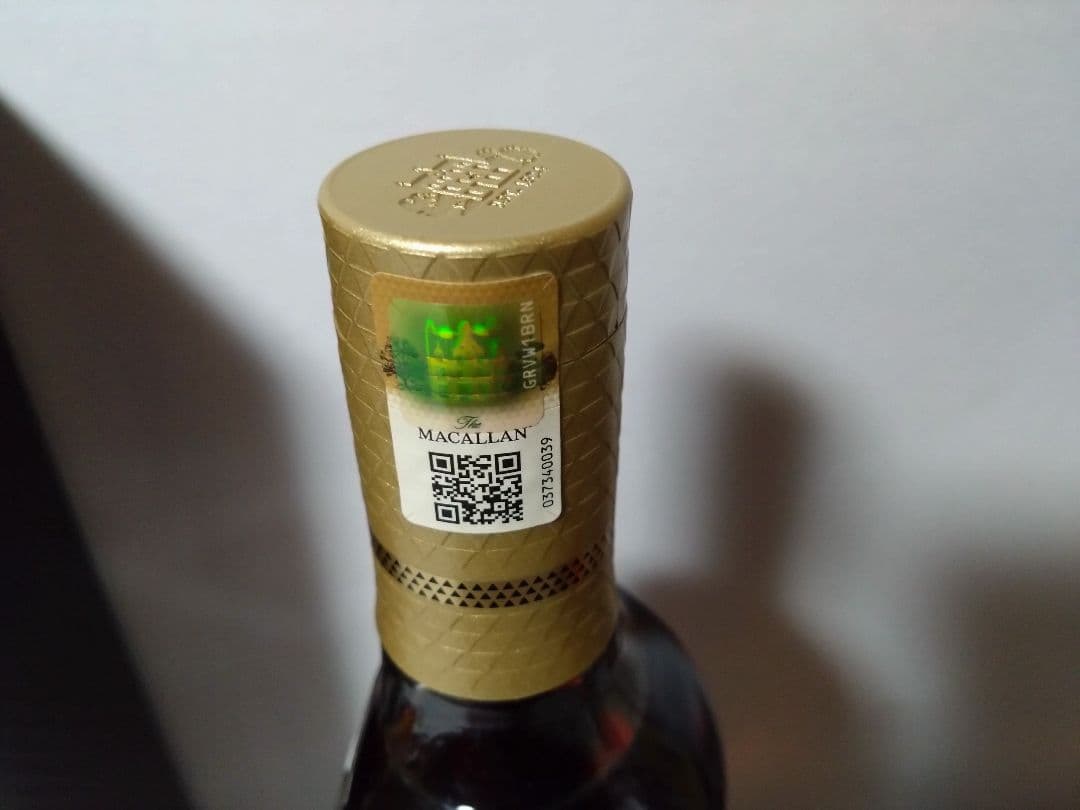 GRVW1BRN
The
MACALLAN
037340039